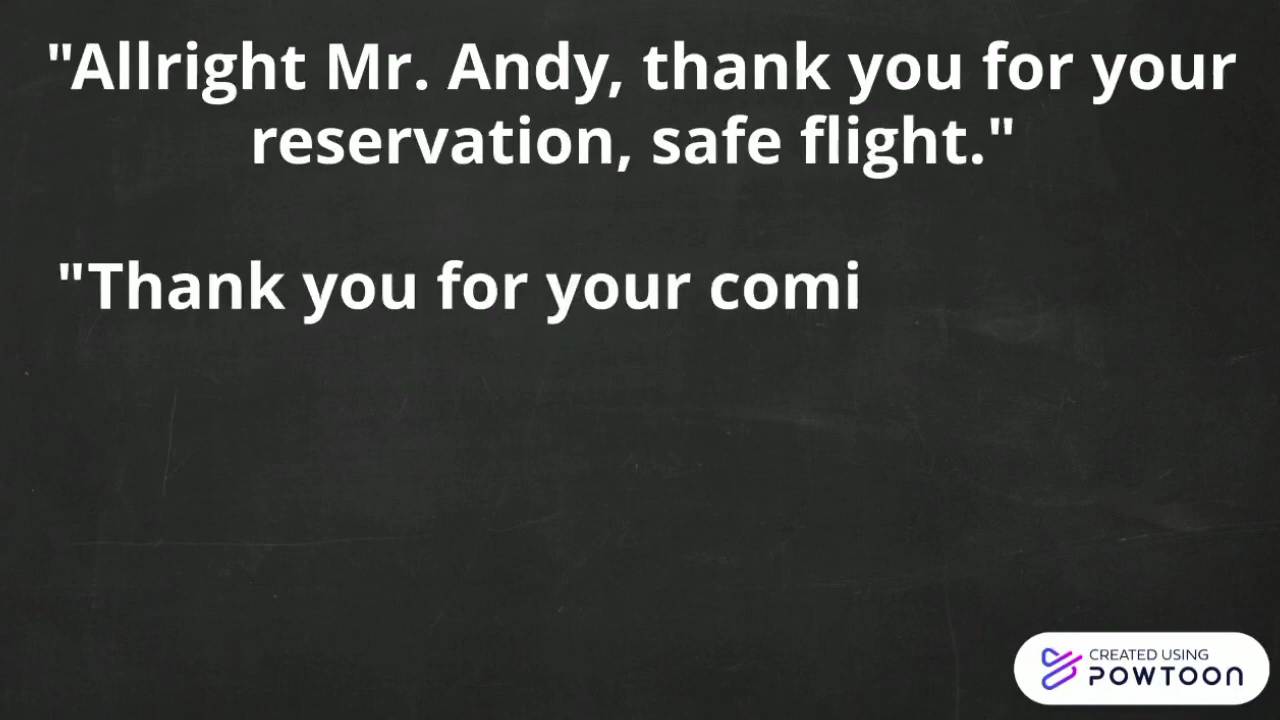 "Allright Mr. Andy, thank you for your
reservation, safe flight."
"Thank you for your comi
CREATED USING
POWTOON